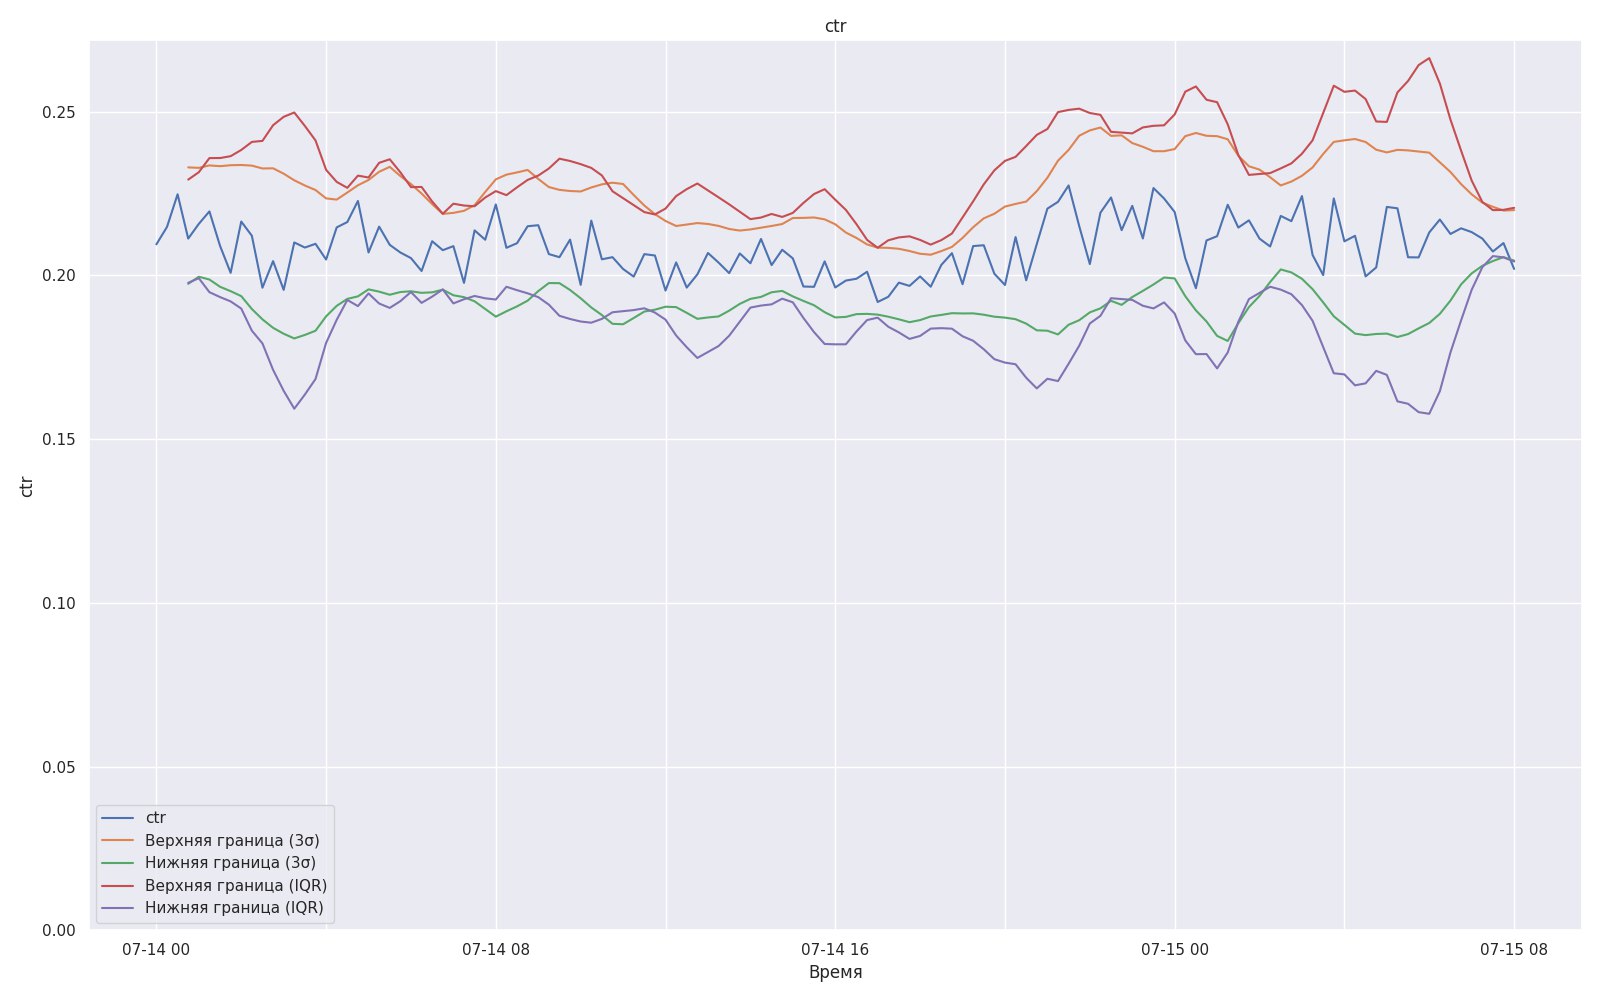 ctr
0.25
0.20
0.15
0.10
0.05
0.00
ctr
ctr
Верхняя граница (3σ)
Нижняя граница (3σ)
Верхняя граница (IQR)
Нижняя граница (IQR)
07-14 00
07-14 08
07-14 16
07-15 00
07-15 08
Время